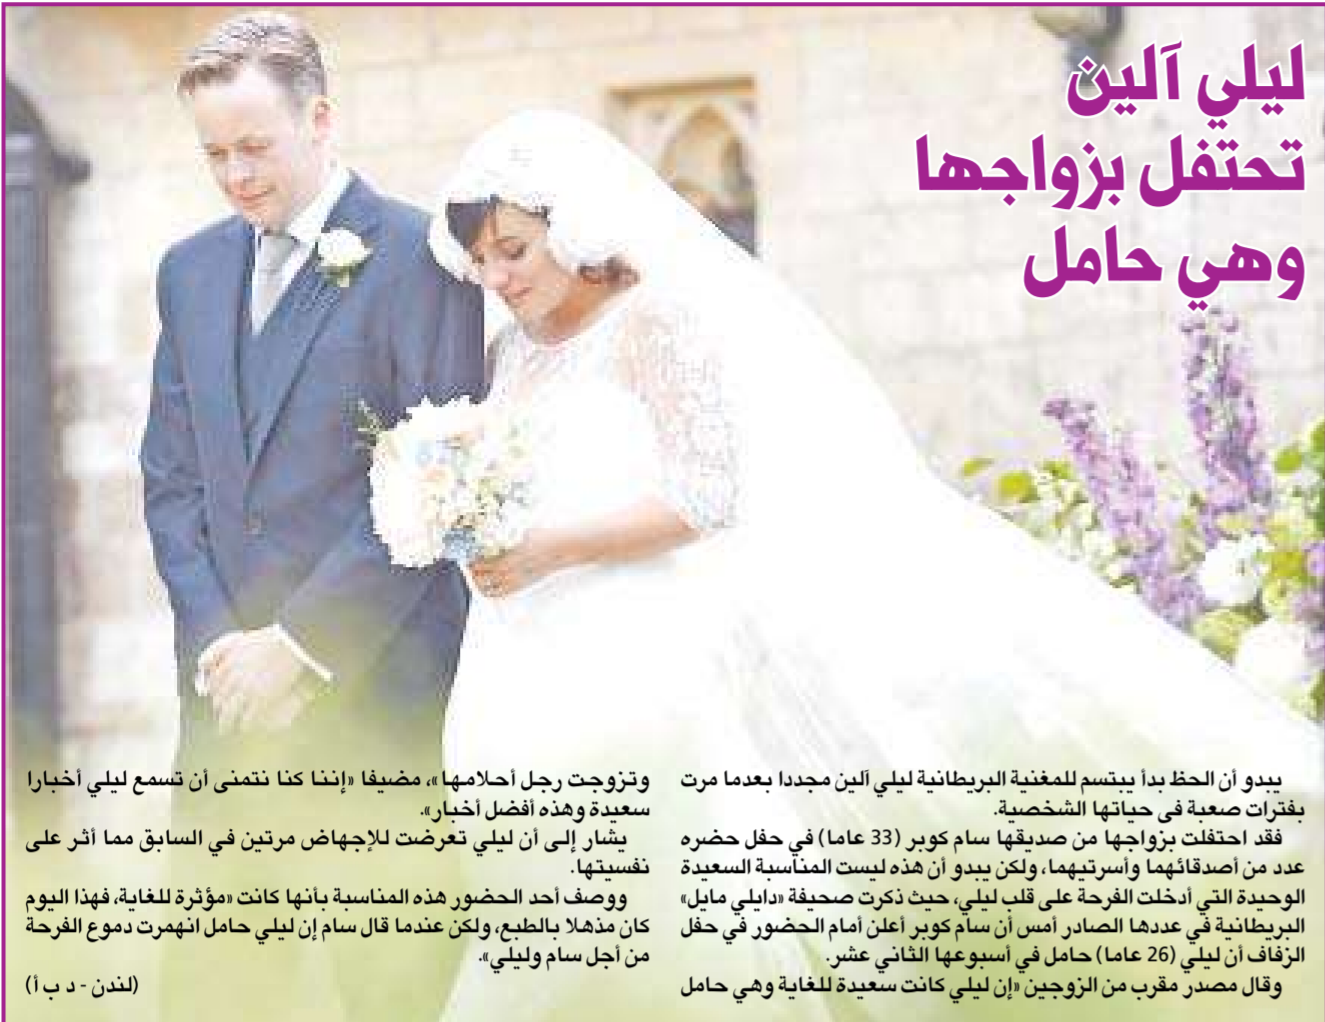 ليلي آلين
تحتفل بزواجها
وهي حامل
يبدو أن الحظ بدأ يبتسم للمغنية البريطانية ليلي آلين مجددا بعدما مرت
بفترات صعبة فى حياتها الشخصية.
فقد احتفلت بزواجها من صديقها سام كوبر (33 عاما) في حفل حضره
عدد من أصدقائهما وأسرتيهما، ولكن يبدو أن هذه ليست المناسبة السعيدة
الوحيدة التي أدخلت الفرحة على قلب ليلي، حيث ذكرت صحيفة «دايلي مايل»
البريطانية في عددها الصادر أمس أن سام كوبر أعلن أمام الحضور في حفل
الزفاف أن ليلي (26 عاما) حامل في أسبوعها الثاني عشر.
وقال مصدر مقرب من الزوجين «إن ليلي كانت سعيدة للغاية وهي حامل
وتزوجت رجل أحلامها»، مضيفا «إننا كنا نتمنى أن تسمع ليلي أخبارا
سعيدة وهذه أفضل أخبار».
يشار إلى أن ليلي تعرضت للإجهاض مرتين في السابق مما أثر على
نفسيتها.
ووصف أحد الحضور هذه المناسبة بأنها كانت «مؤثرة للغاية، فهذا اليوم
كان مذهلا بالطبع، ولكن عندما قال سام إن ليلي حامل انهمرت دموع الفرحة
من أجل سام وليلي».
(لندن - د ب أ)